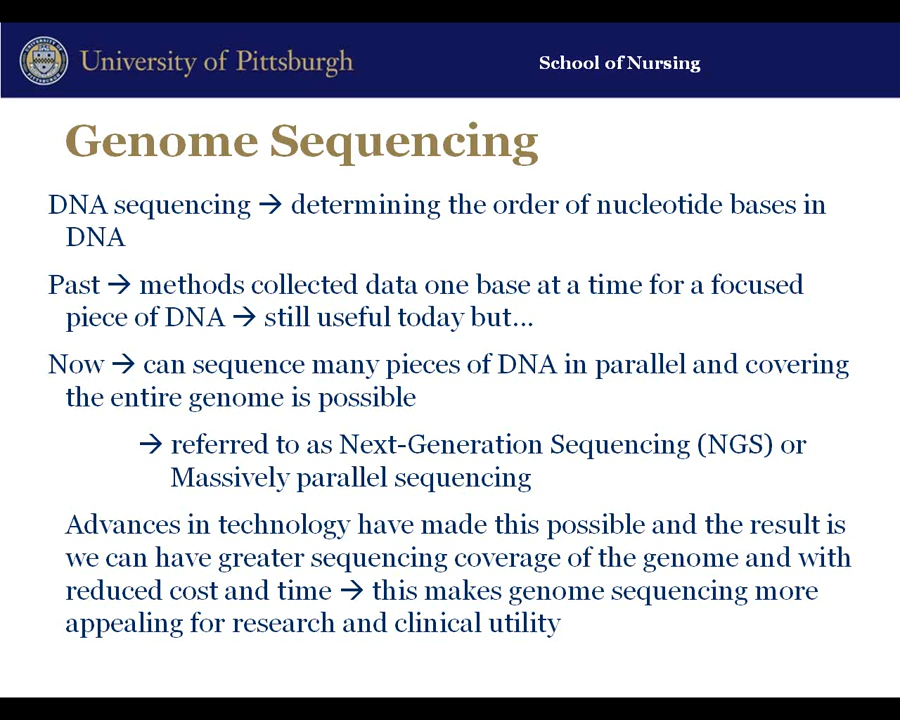 University of Pittsburgh
School of Nursing
Genome Sequencing
DNA sequencing → determining the order of nucleotide bases in
DNA
Past → methods collected data one base at a time for a focused
piece of DNA → still useful today but...
Now → can sequence many pieces of DNA in parallel and covering
the entire genome is possible
→ referred to as Next-Generation Sequencing (NGS) or
Massively parallel sequencing
Advances in technology have made this possible and the result is
we can have greater sequencing coverage of the genome and with
reduced cost and time → this makes genome sequencing more
appealing for research and clinical utility